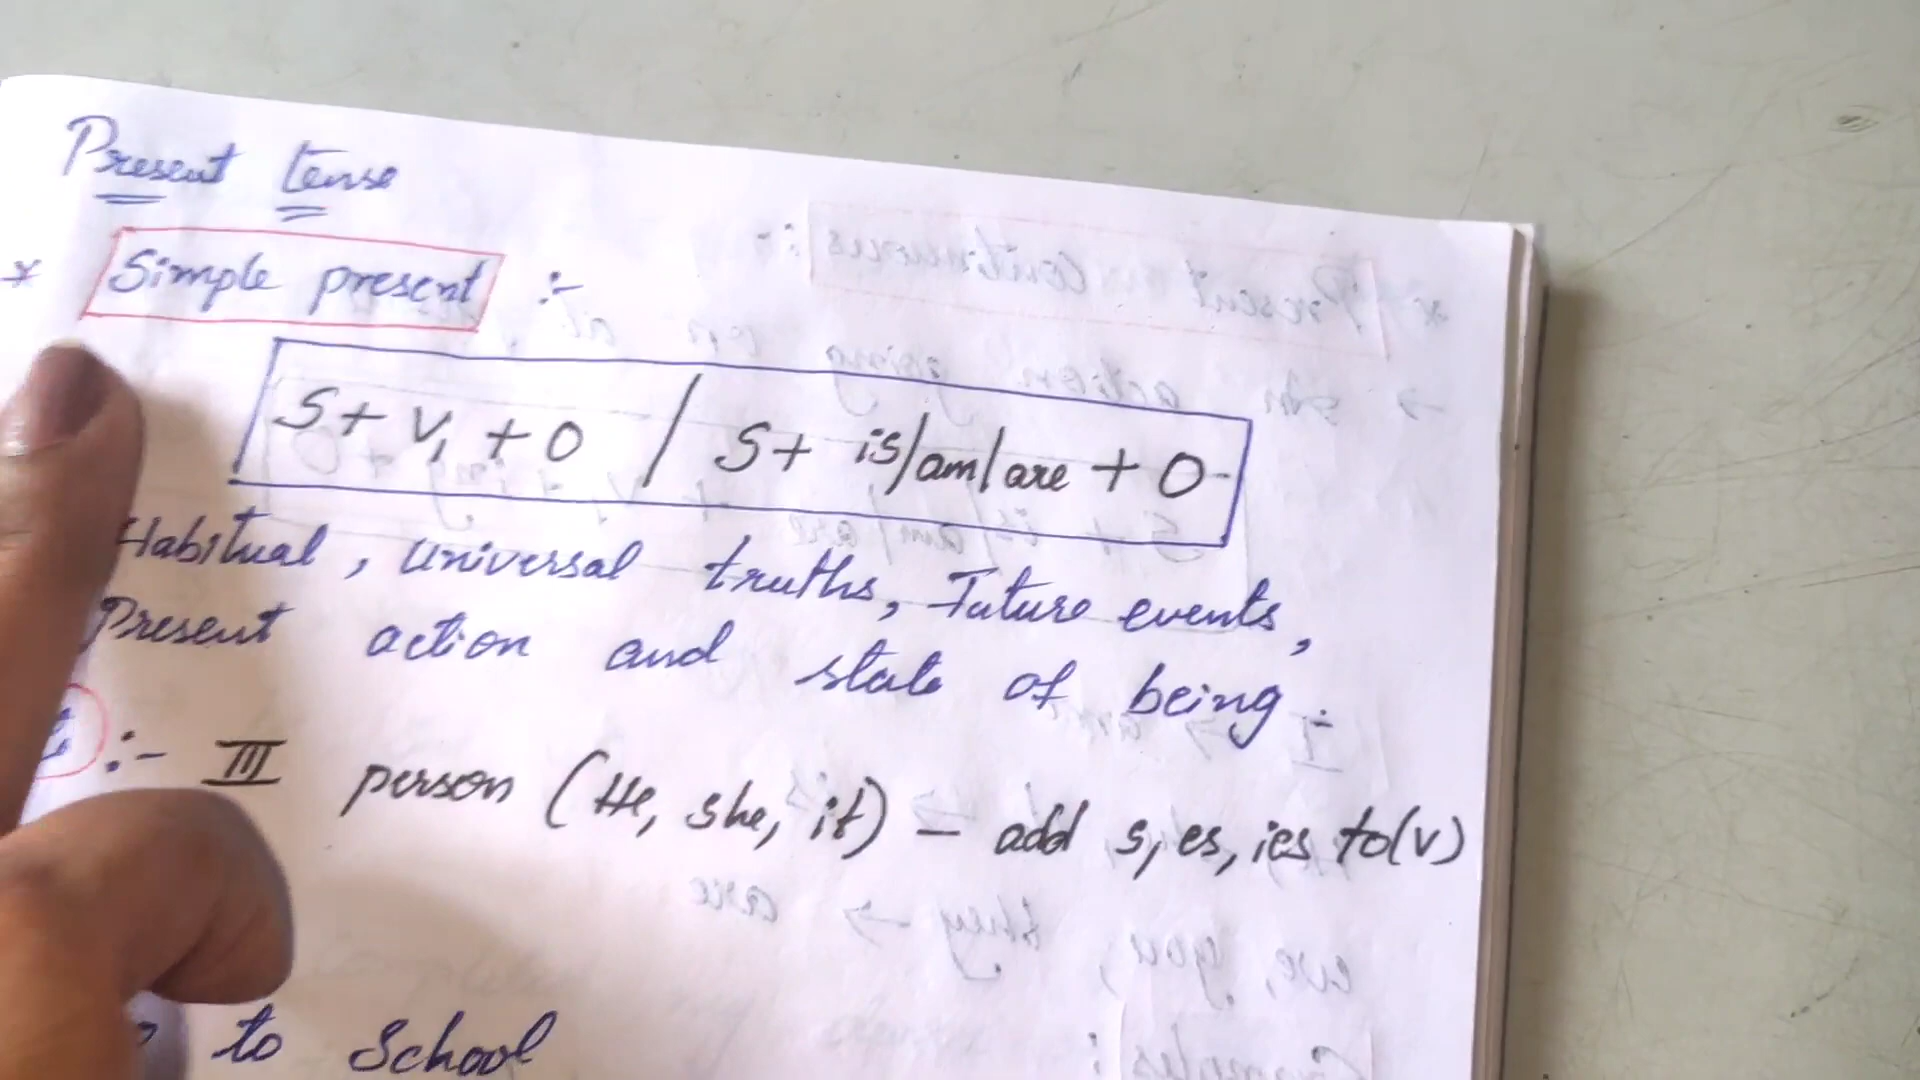 Present tense
* Simple present :-
S + V1 + O / S + is/am/are + O
Habitual, universal truths, Future events,
Present action and state of being.
:- III person (He, she, it) - add s, es, ies to (v)
to school